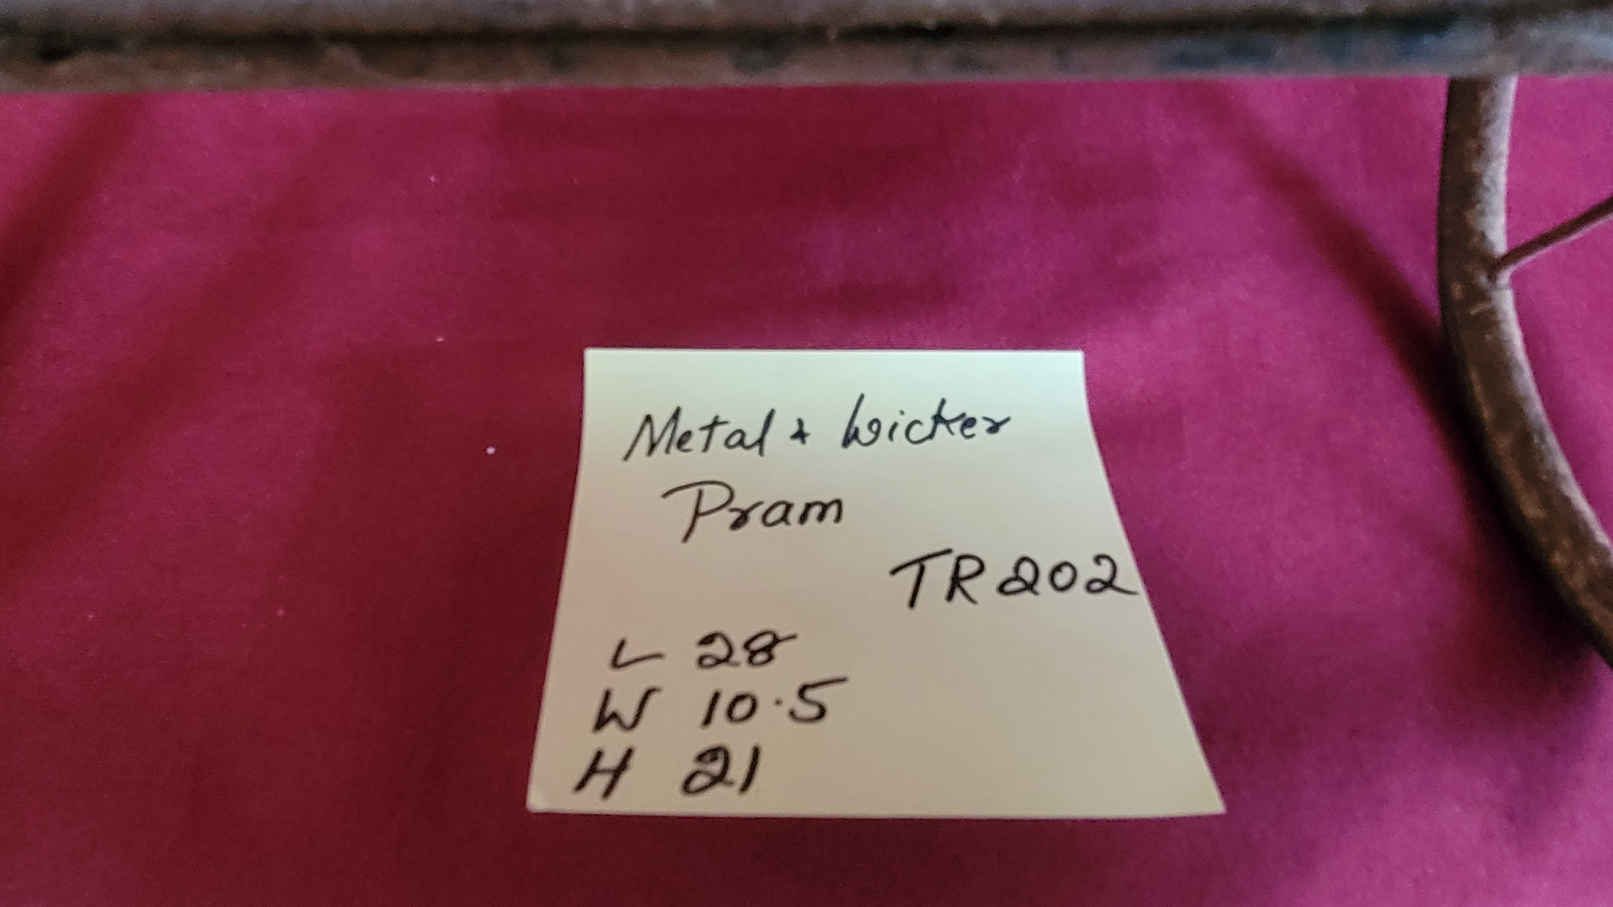 Metal & Wicker
Pram
TR202
L 28
W 10.5
H 21